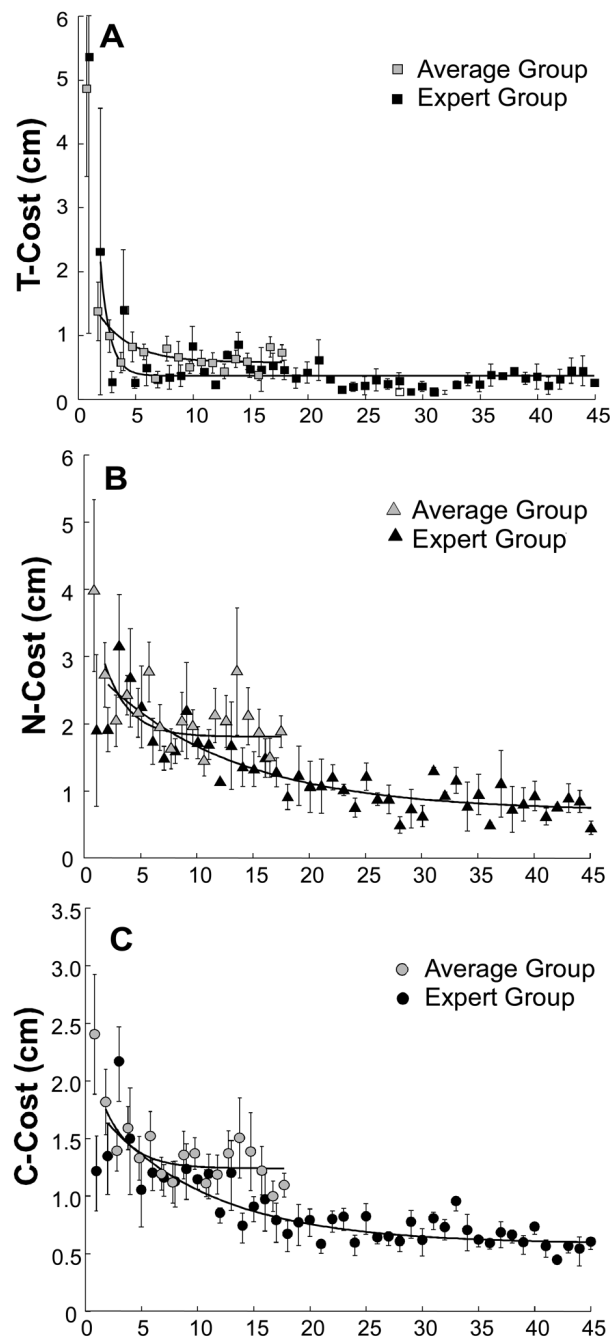 A
Average Group
Expert Group
T-Cost (cm)
6
5
4
3
2
1
0
0 5 10 15 20 25 30 35 40 45
B
Average Group
Expert Group
N-Cost (cm)
6
5
4
3
2
1
0
0 5 10 15 20 25 30 35 40 45
C
Average Group
Expert Group
C-Cost (cm)
3.5
3.0
2.5
2.0
1.5
1.0
0.5
0
0 5 10 15 20 25 30 35 40 45